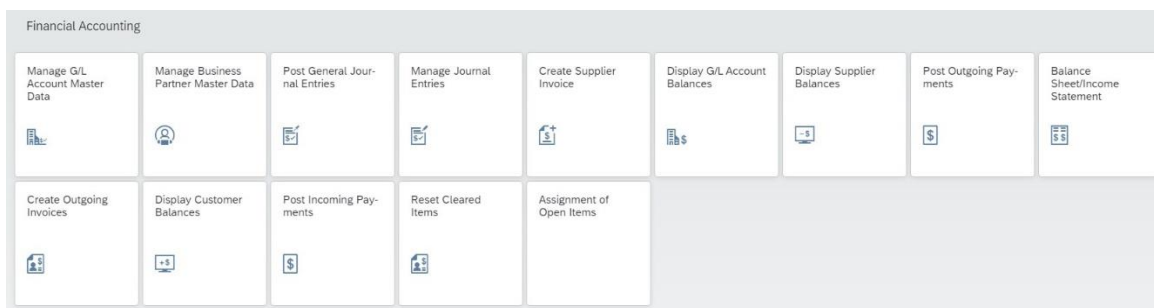 Financial Accounting
Manage G/L
Account Master
Data
Manage Business
Partner Master Data
Post General Jour-
nal Entries
Manage Journal
Entries
Create Supplier
Invoice
Display G/L Account
Balances
Display Supplier
Balances
Post Outgoing Pay-
ments
Balance
Sheet/Income
Statement
Create Outgoing
Invoices
Display Customer
Balances
Post Incoming Pay-
ments
Reset Cleared
Items
Assignment of
Open Items